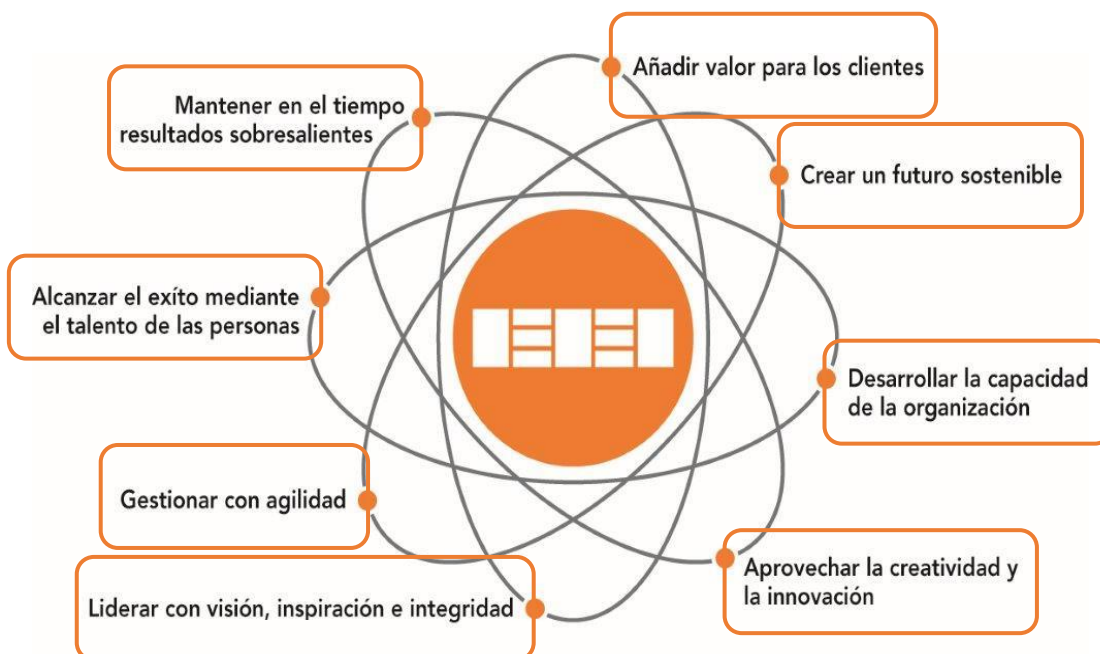 Añadir valor para los clientes
Mantener en el tiempo
resultados sobresalientes
Crear un futuro sostenible
Alcanzar el exíto mediante
el talento de las personas
Desarrollar la capacidad
de la organización
Gestionar con agilidad
Aprovechar la creatividad y
la innovación
Liderar con visión, inspiración e integridad